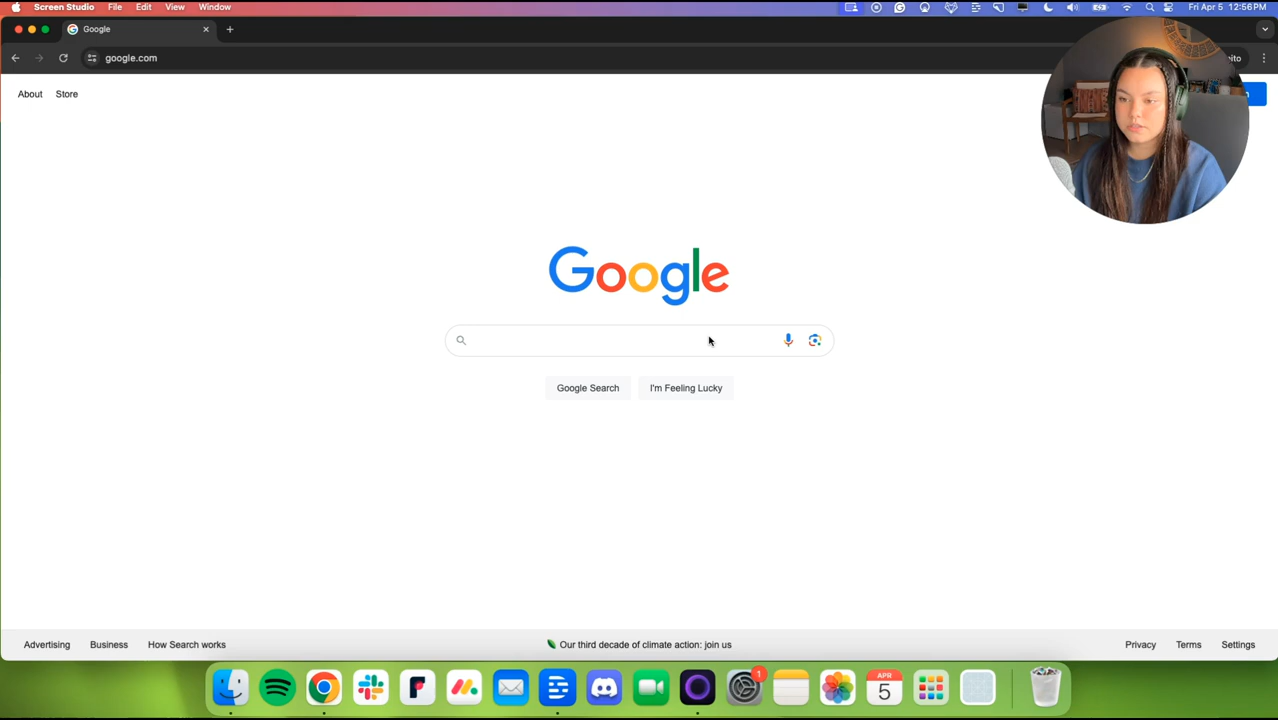 Screen Studio File Edit View Window Fri Apr 5 12:56 PM
Google
google.com
About Store
Google
Google Search I'm Feeling Lucky
Advertising Business How Search works Our third decade of climate action: join us Privacy Terms Settings
1
APR
5